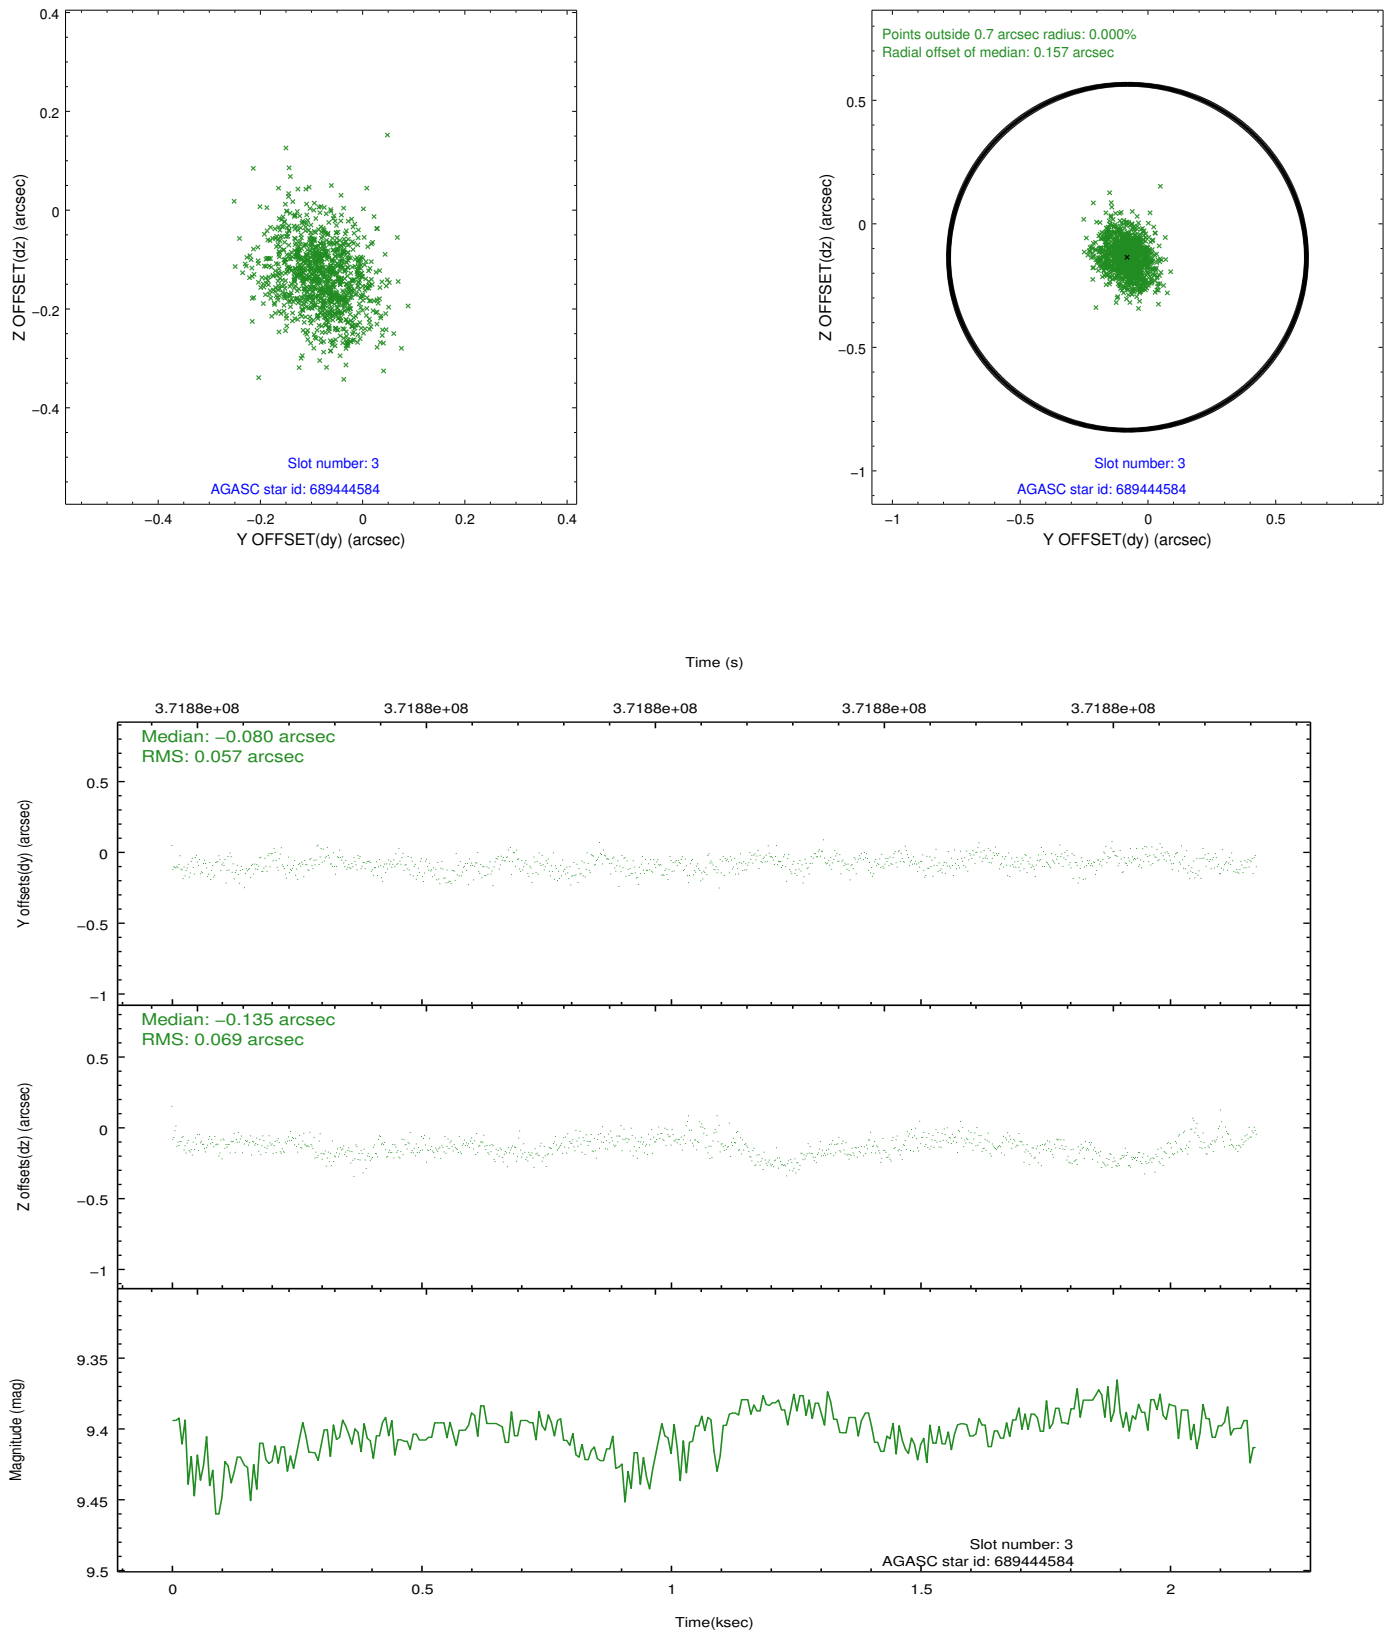 0.4
0.2
0
−0.2
−0.4
Z OFFSET(dz) (arcsec)
Slot number: 3
AGASC star id: 689444584
−0.4 −0.2 0 0.2 0.4
Y OFFSET(dy) (arcsec)
Points outside 0.7 arcsec radius: 0.000%
Radial offset of median: 0.157 arcsec
0.5
0
−0.5
−1
Z OFFSET(dz) (arcsec)
Slot number: 3
AGASC star id: 689444584
−1 −0.5 0 0.5
Y OFFSET(dy) (arcsec)
Time (s)
3.7188e+08 3.7188e+08 3.7188e+08 3.7188e+08 3.7188e+08
Median: −0.080 arcsec
RMS: 0.057 arcsec
0.5
0
−0.5
−1
Y offsets(dy) (arcsec)
Median: −0.135 arcsec
RMS: 0.069 arcsec
0.5
0
−0.5
−1
Z offsets(dz) (arcsec)
9.35
9.4
9.45
9.5
Magnitude (mag)
Slot number: 3
AGASC star id: 689444584
0 0.5 1 1.5 2
Time(ksec)